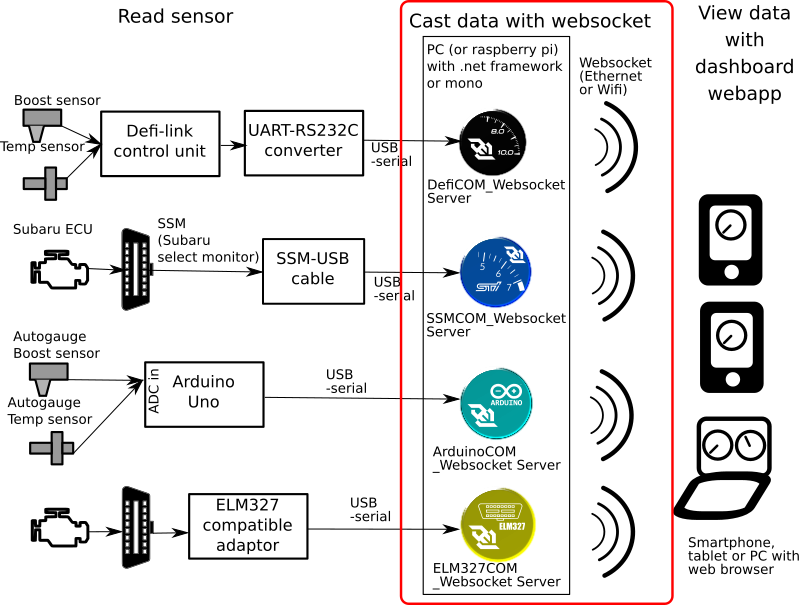 Read sensor
Cast data with websocket
View data
with
dashboard
webapp
PC (or raspberry pi)
with .net framework
or mono
Websocket
(Ethernet
or Wifi)
Boost sensor
Temp sensor
Defi-link
control unit
UART-RS232C
converter
USB
-serial
8.0
10.0
DefiCOM_Websocket
Server
Subaru ECU
SSM
(Subaru
select monitor)
SSM-USB
cable
USB
-serial
5
6
7
STi
SSMCOM_Websocket
Server
Autogauge
Boost sensor
Autogauge
Temp sensor
ADC in
Arduino
Uno
USB
-serial
ARDUINO
ArduinoCOM
_Websocket Server
ELM327
compatible
adaptor
USB
-serial
ELM327
ELM327COM
_Websocket Server
Smartphone,
tablet or PC with
web browser